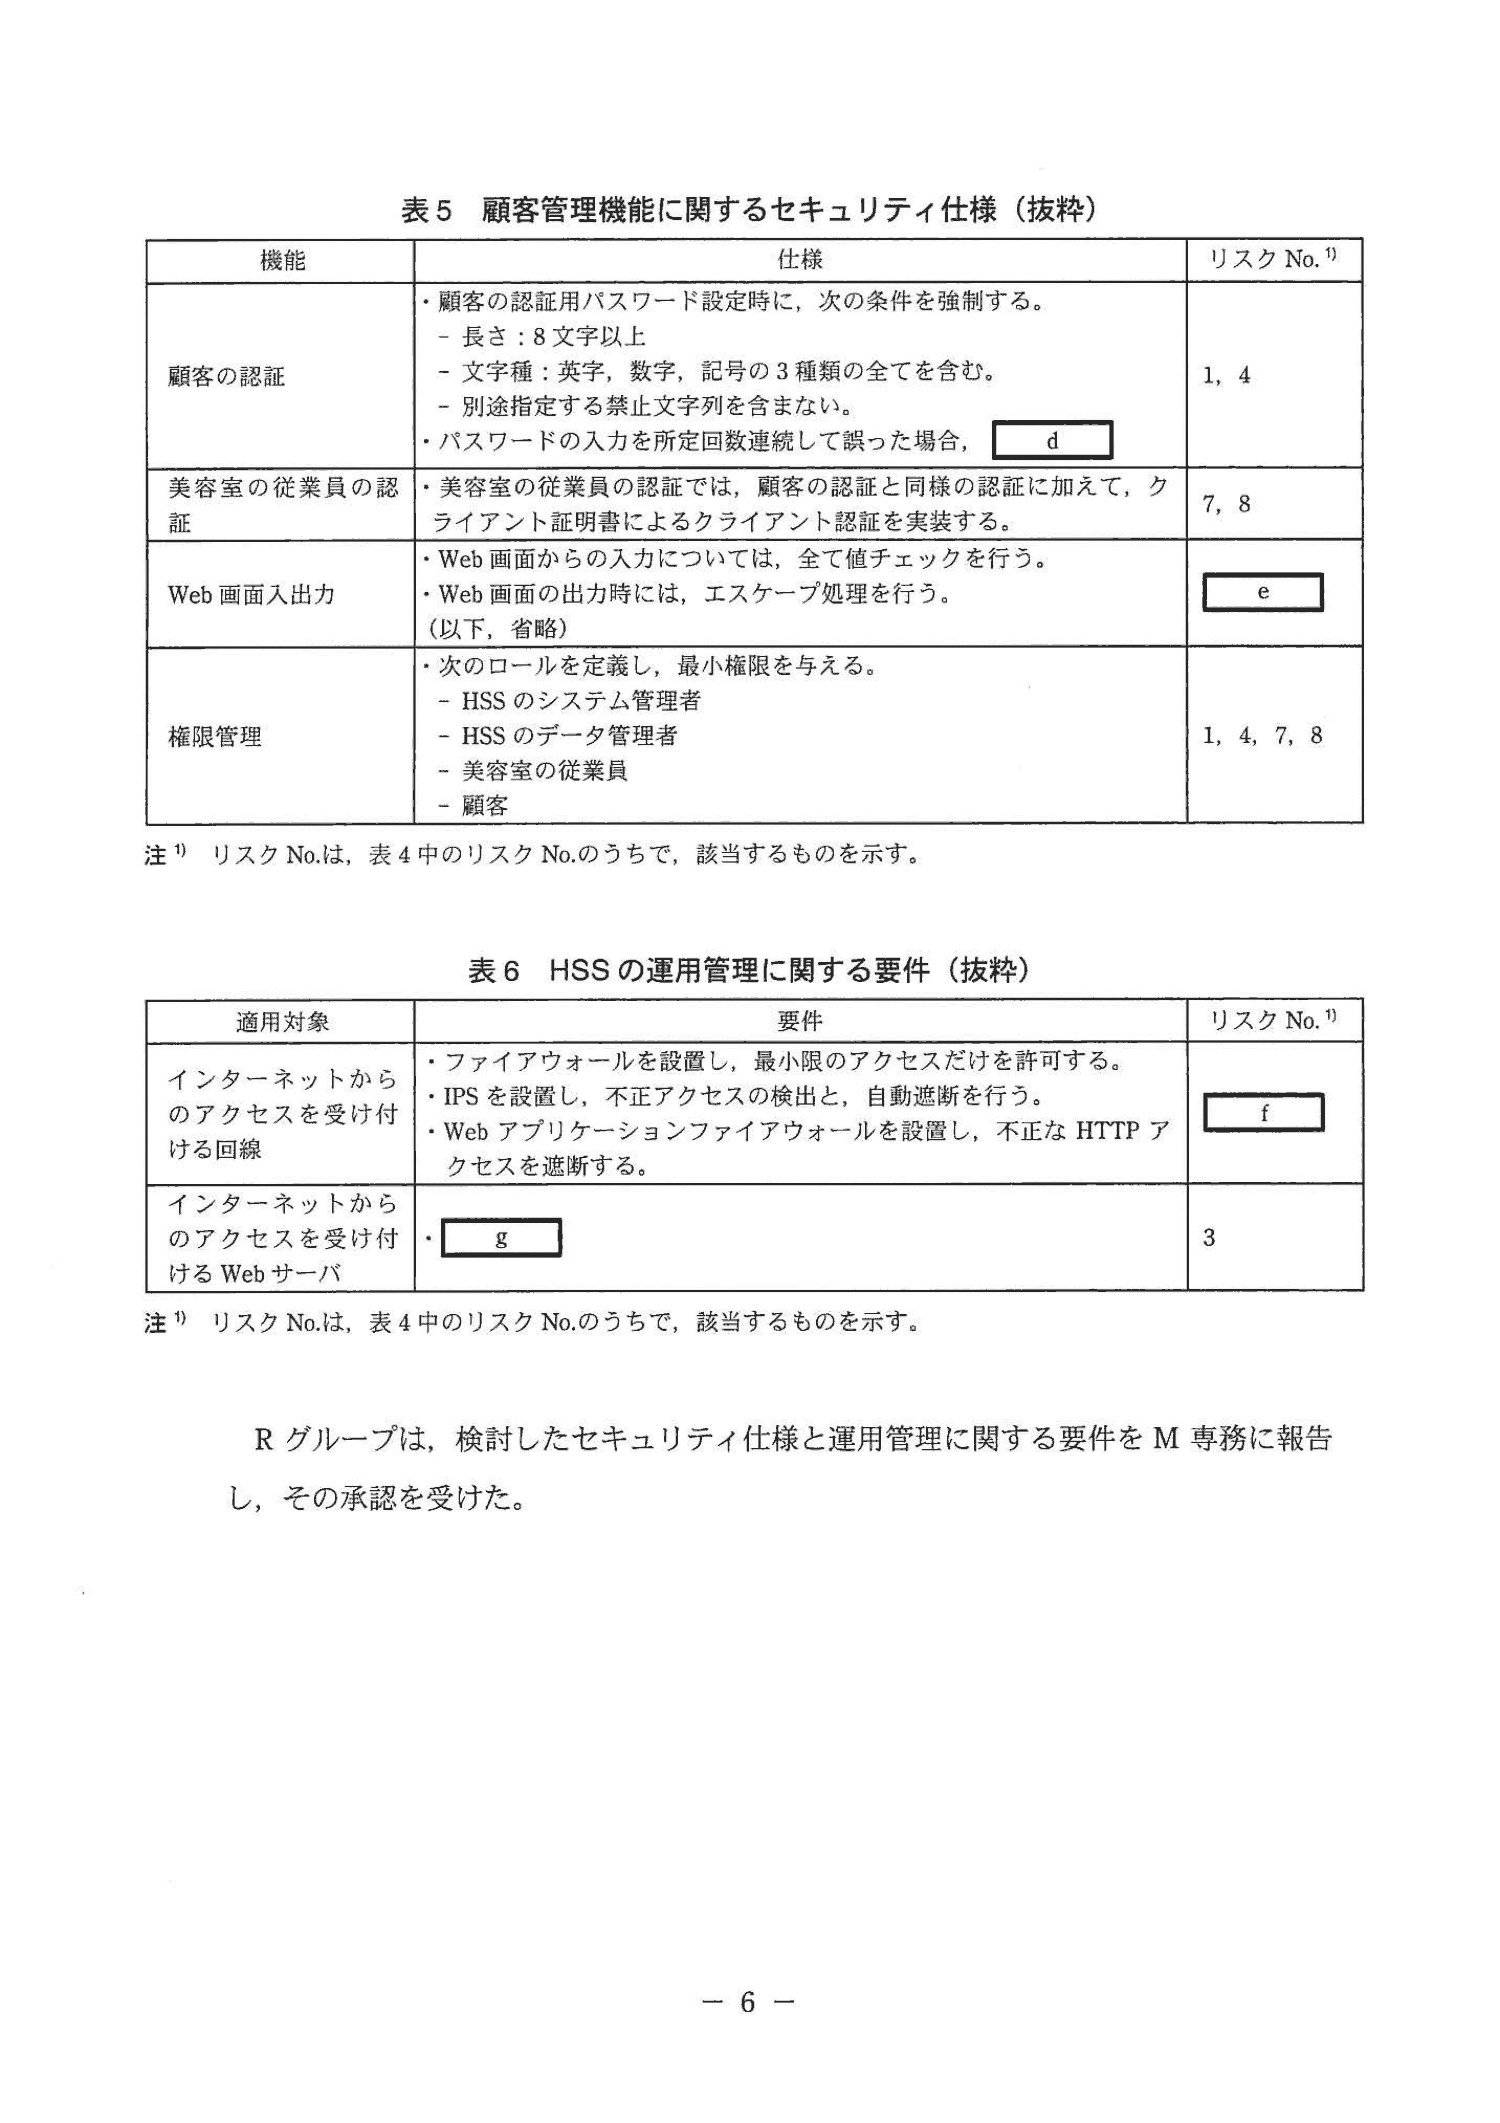 表5 顧客管理機能に関するセキュリティ仕様（抜粋）
機能 仕様 リスク No.1)
顧客の認証
・顧客の認証用パスワード設定時に，次の条件を強制する。
－ 長さ：8 文字以上
－ 文字種：英字，数字，記号の 3 種類の全てを含む。
－ 別途指定する禁止文字列を含まない。
・パスワードの入力を所定回数連続して誤った場合， d
1，4
美容室の従業員の認
証
・美容室の従業員の認証では，顧客の認証と同様の認証に加えて，ク
ライアント証明書によるクライアント認証を実装する。
7，8
Web 画面入出力
・Web 画面からの入力については，全て値チェックを行う。
・Web 画面の出力時には，エスケープ処理を行う。
（以下，省略）
e
権限管理
・次のロールを定義し，最小権限を与える。
－ HSS のシステム管理者
－ HSS のデータ管理者
－ 美容室の従業員
－ 顧客
1，4，7，8
注1) リスク No.は，表 4 中のリスク No.のうちで，該当するものを示す。
表6 HSS の運用管理に関する要件（抜粋）
適用対象 要件 リスク No.1)
インターネットから
のアクセスを受け付
ける回線
・ファイアウォールを設置し，最小限のアクセスだけを許可する。
・IPS を設置し，不正アクセスの検出と，自動遮断を行う。
・Web アプリケーションファイアウォールを設置し，不正な HTTP ア
クセスを遮断する。
f
インターネットから
のアクセスを受け付
ける Web サーバ
・ g
3
注1) リスク No.は，表 4 中のリスク No.のうちで，該当するものを示す。
R グループは，検討したセキュリティ仕様と運用管理に関する要件を M 専務に報告
し，その承認を受けた。
－ 6 －